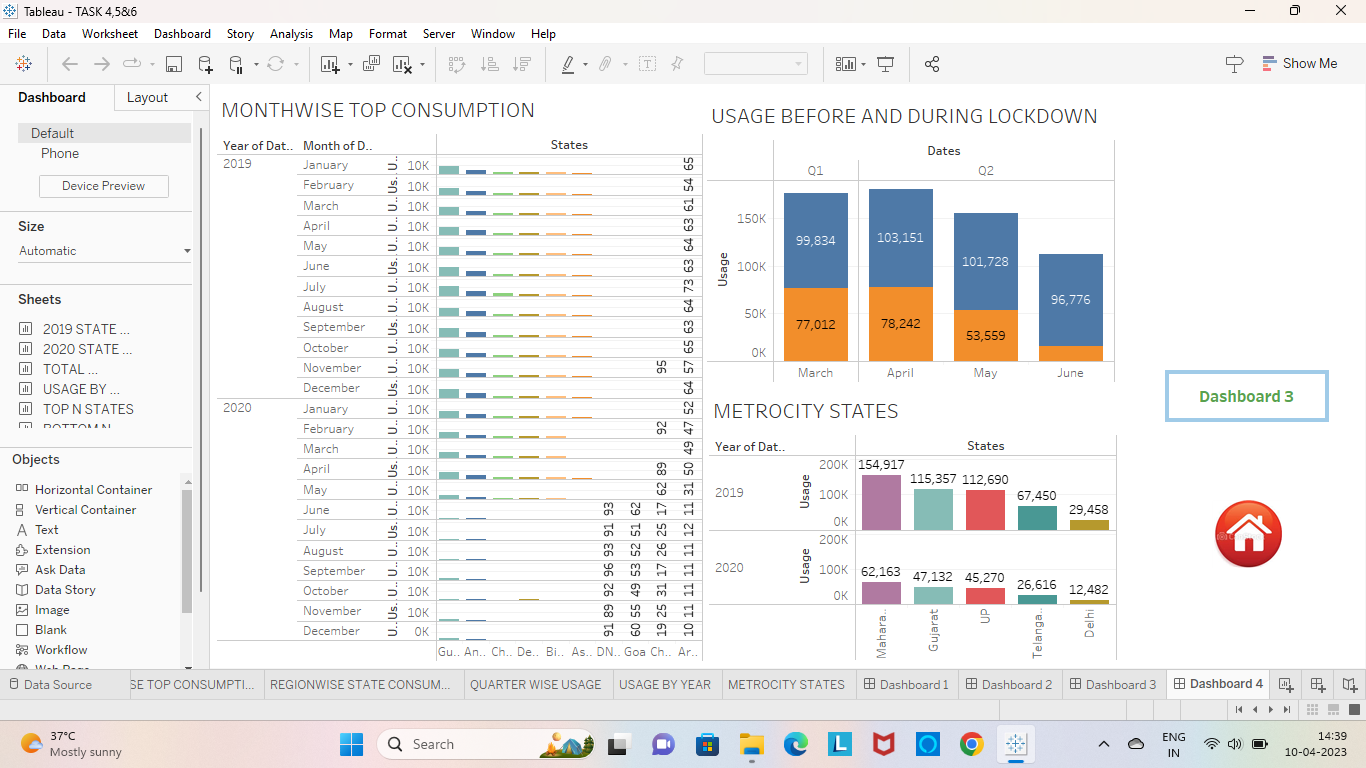 Tableau - TASK 4,5&6
File Data Worksheet Dashboard Story Analysis Map Format Server Window Help
Show Me
Dashboard Layout
Default
Phone
Device Preview
Size
Automatic
Sheets
2019 STATE ...
2020 STATE ...
TOTAL ...
USAGE BY ...
TOP N STATES
BOTTOM N
Objects
Horizontal Container
Vertical Container
Text
Extension
Ask Data
Data Story
Image
Blank
Workflow
Web Page
MONTHWISE TOP CONSUMPTION
Year of Dat.. Month of D.. States
2019 January U.. 10K 65
February Us. 10K 54
March U.. 10K 61
April U.. 10K 63
May U.. 10K 64
June Us. 10K 63
July U.. 10K 73
August U.. 10K 64
September Us. 10K 63
October U.. 10K 65
November Us. 10K 95 57
December Us. 10K 64
2020 January U.. 10K 52
February Us. 10K 92 47
March U.. 10K 49
April U.. 10K 89 50
May U.. 10K 62 31
June U.. 10K 93 62 17 11
July U.. 10K 91 51 25 12
August U.. 10K 93 52 26 11
September Us. 10K 96 53 17 11
October U.. 10K 92 49 31 11
November Us. 10K 89 55 25 11
December U.. 0K 91 60 19 10
Gu.. An.. Ch.. De.. Bi.. As.. DN.. Goa Ch.. Ar..
USAGE BEFORE AND DURING LOCKDOWN
Dates
Q1 Q2
Usage
150K
100K
50K
0K
99,834 103,151 101,728 96,776
77,012 78,242 53,559
March April May June
METROCITY STATES
Year of Dat.. States
2019 Usage 200K 100K 0K
154,917 115,357 112,690 67,450 29,458
2020 Usage 200K 100K 0K
62,163 47,132 45,270 26,616 12,482
Mahara.. Gujarat UP Telanga.. Delhi
Dashboard 3
Data Source SE TOP CONSUMPTI... REGIONWISE STATE CONSUM... QUARTER WISE USAGE USAGE BY YEAR METROCITY STATES Dashboard 1 Dashboard 2 Dashboard 3 Dashboard 4
37°C
Mostly sunny
Search
ENG
IN
14:39
10-04-2023